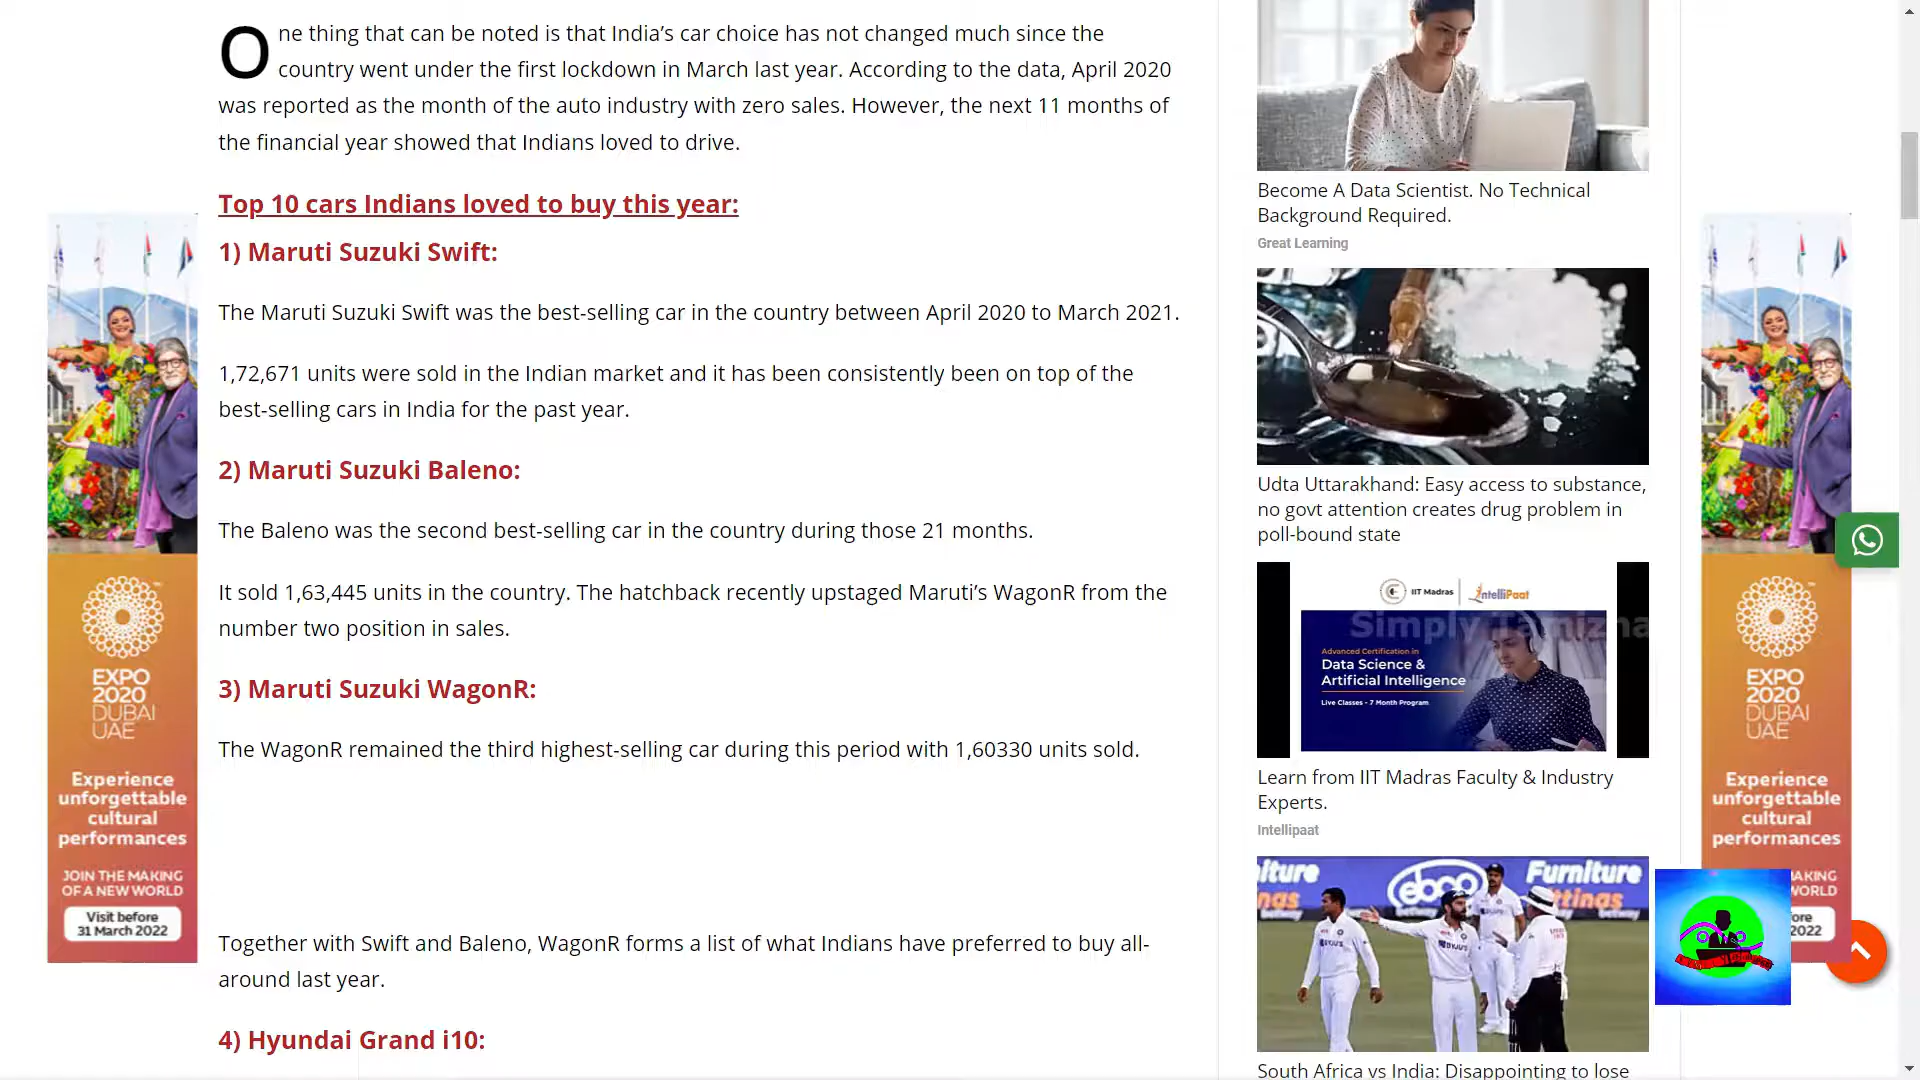 One thing that can be noted is that India’s car choice has not changed much since the
country went under the first lockdown in March last year. According to the data, April 2020
was reported as the month of the auto industry with zero sales. However, the next 11 months of
the financial year showed that Indians loved to drive.
Top 10 cars Indians loved to buy this year:
1) Maruti Suzuki Swift:
The Maruti Suzuki Swift was the best-selling car in the country between April 2020 to March 2021.
1,72,671 units were sold in the Indian market and it has been consistently been on top of the
best-selling cars in India for the past year.
2) Maruti Suzuki Baleno:
The Baleno was the second best-selling car in the country during those 21 months.
It sold 1,63,445 units in the country. The hatchback recently upstaged Maruti’s WagonR from the
number two position in sales.
3) Maruti Suzuki WagonR:
The WagonR remained the third highest-selling car during this period with 1,60330 units sold.
Together with Swift and Baleno, WagonR forms a list of what Indians have preferred to buy all-
around last year.
4) Hyundai Grand i10:
EXPO
2020
DUBAI
UAE
Experience
unforgettable
cultural
performances
JOIN THE MAKING
OF A NEW WORLD
Visit before
31 March 2022
Become A Data Scientist. No Technical
Background Required.
Great Learning
Udta Uttarakhand: Easy access to substance,
no govt attention creates drug problem in
poll-bound state
IIT Madras
intelliPaat
Simply
Advanced Certification in
Data Science &
Artificial Intelligence
Live Classes - 7 Month Program
Learn from IIT Madras Faculty & Industry
Experts.
Intellipaat
iture
Furniture
ebco
ttinas
betway
BYJU'S
South Africa vs India: Disappointing to lose
EXPO
2020
DUBAI
UAE
Experience
unforgettable
cultural
performances
MAKING
WORLD
ore
2022